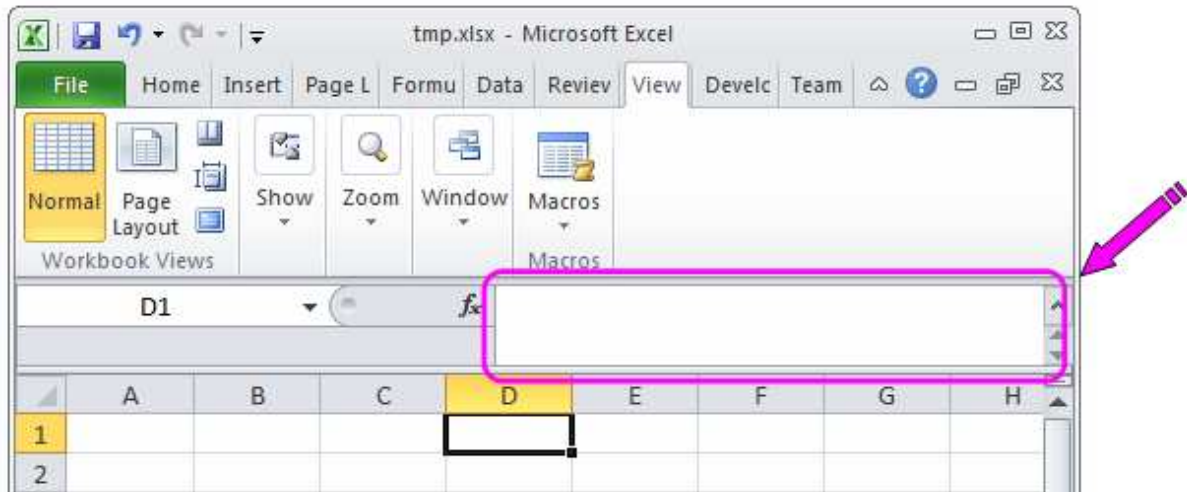 tmp.xlsx - Microsoft Excel
File Home Insert Page L Formu Data Reviev View Develc Team
Normal Page Layout Show Zoom Window Macros
Workbook Views Macros
D1 fx
A B C D E F G H
1
2